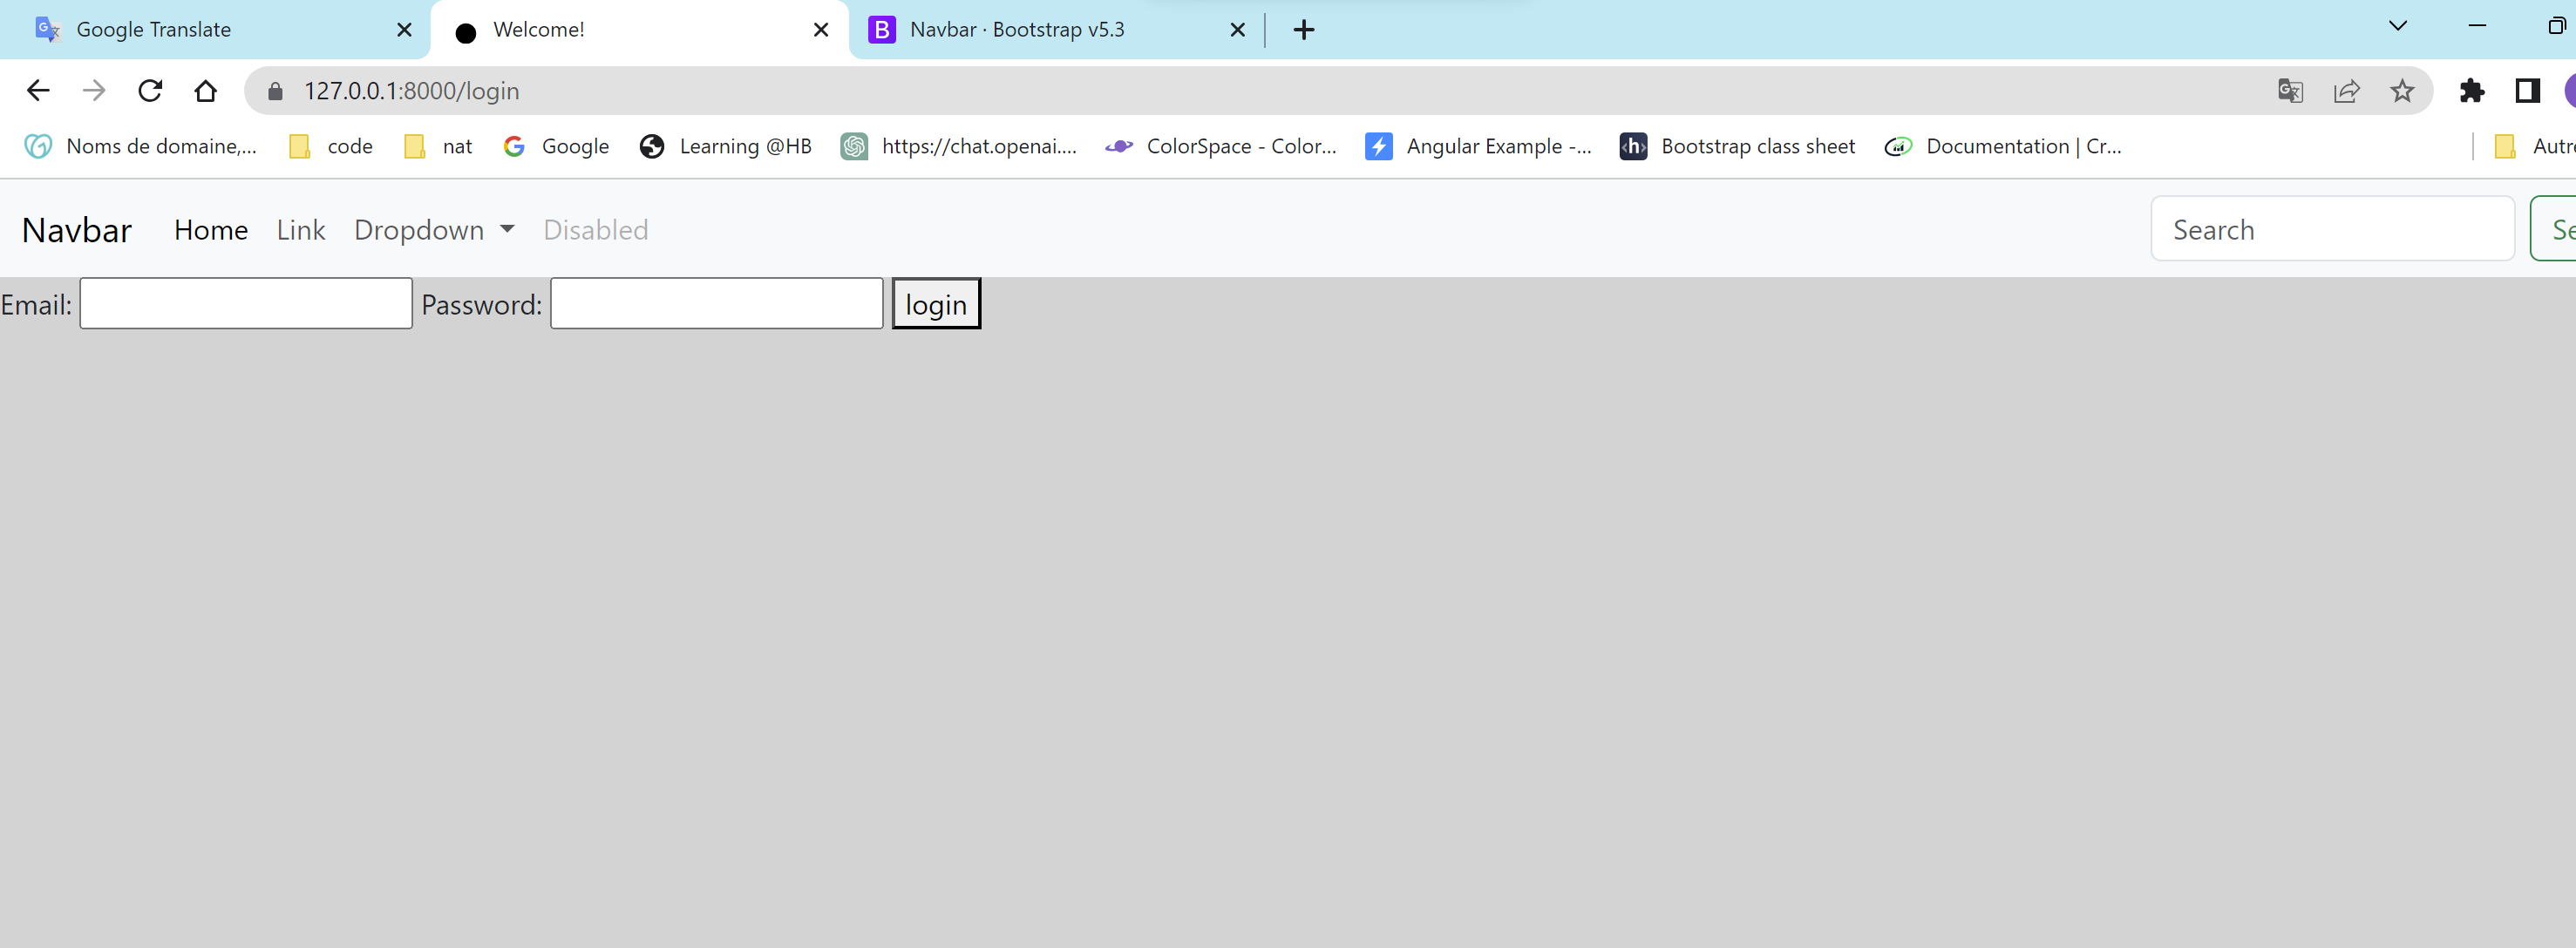 Google Translate Welcome! Navbar · Bootstrap v5.3
127.0.0.1:8000/login
Noms de domaine,... code nat Google Learning @HB https://chat.openai.... ColorSpace - Color... Angular Example -... Bootstrap class sheet Documentation | Cr... Autr
Navbar Home Link Dropdown Disabled Search Se
Email: Password: login